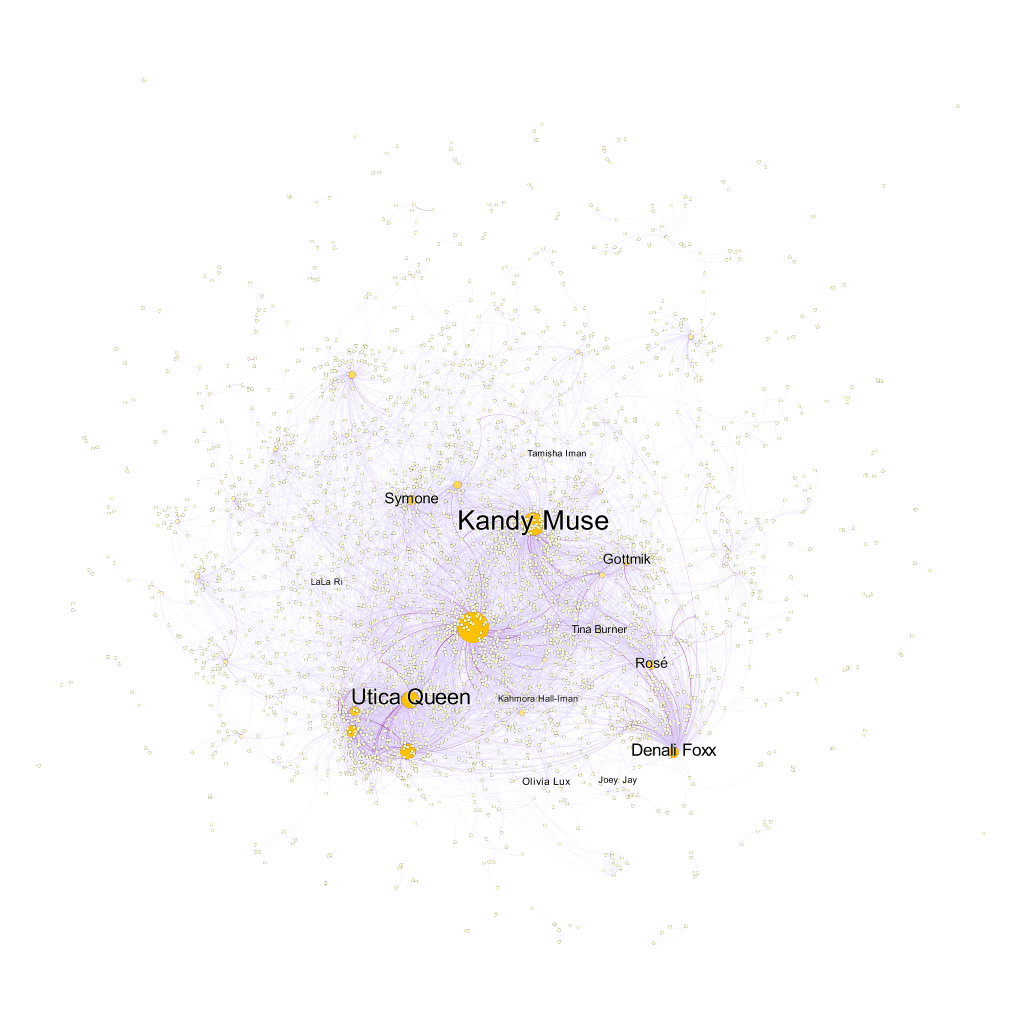 Tamisha Iman
Symone
Kandy Muse
Gottmik
LaLa Ri
Tina Burner
Rosé
Utica Queen
Kahmora Hall-Iman
Denali Foxx
Olivia Lux
Joey Jay